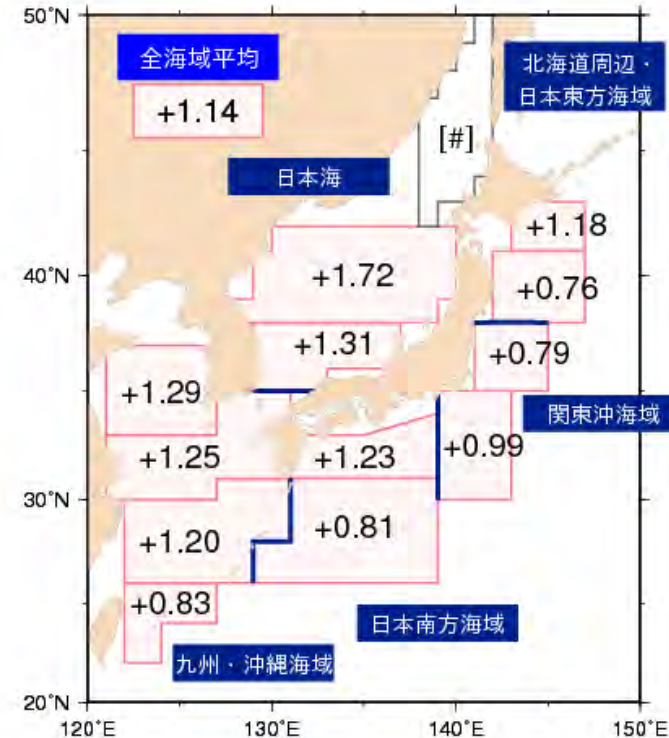 50°N
全海域平均
+1.14
北海道周辺・
日本東方海域
[#]
日本海
+1.18
40°N
+1.72
+0.76
+1.31
+0.79
+1.29
関東沖海域
+0.99
+1.25
+1.23
30°N
+1.20
+0.81
+0.83
日本南方海域
九州・沖縄海域
20°N
120°E
130°E
140°E
150°E